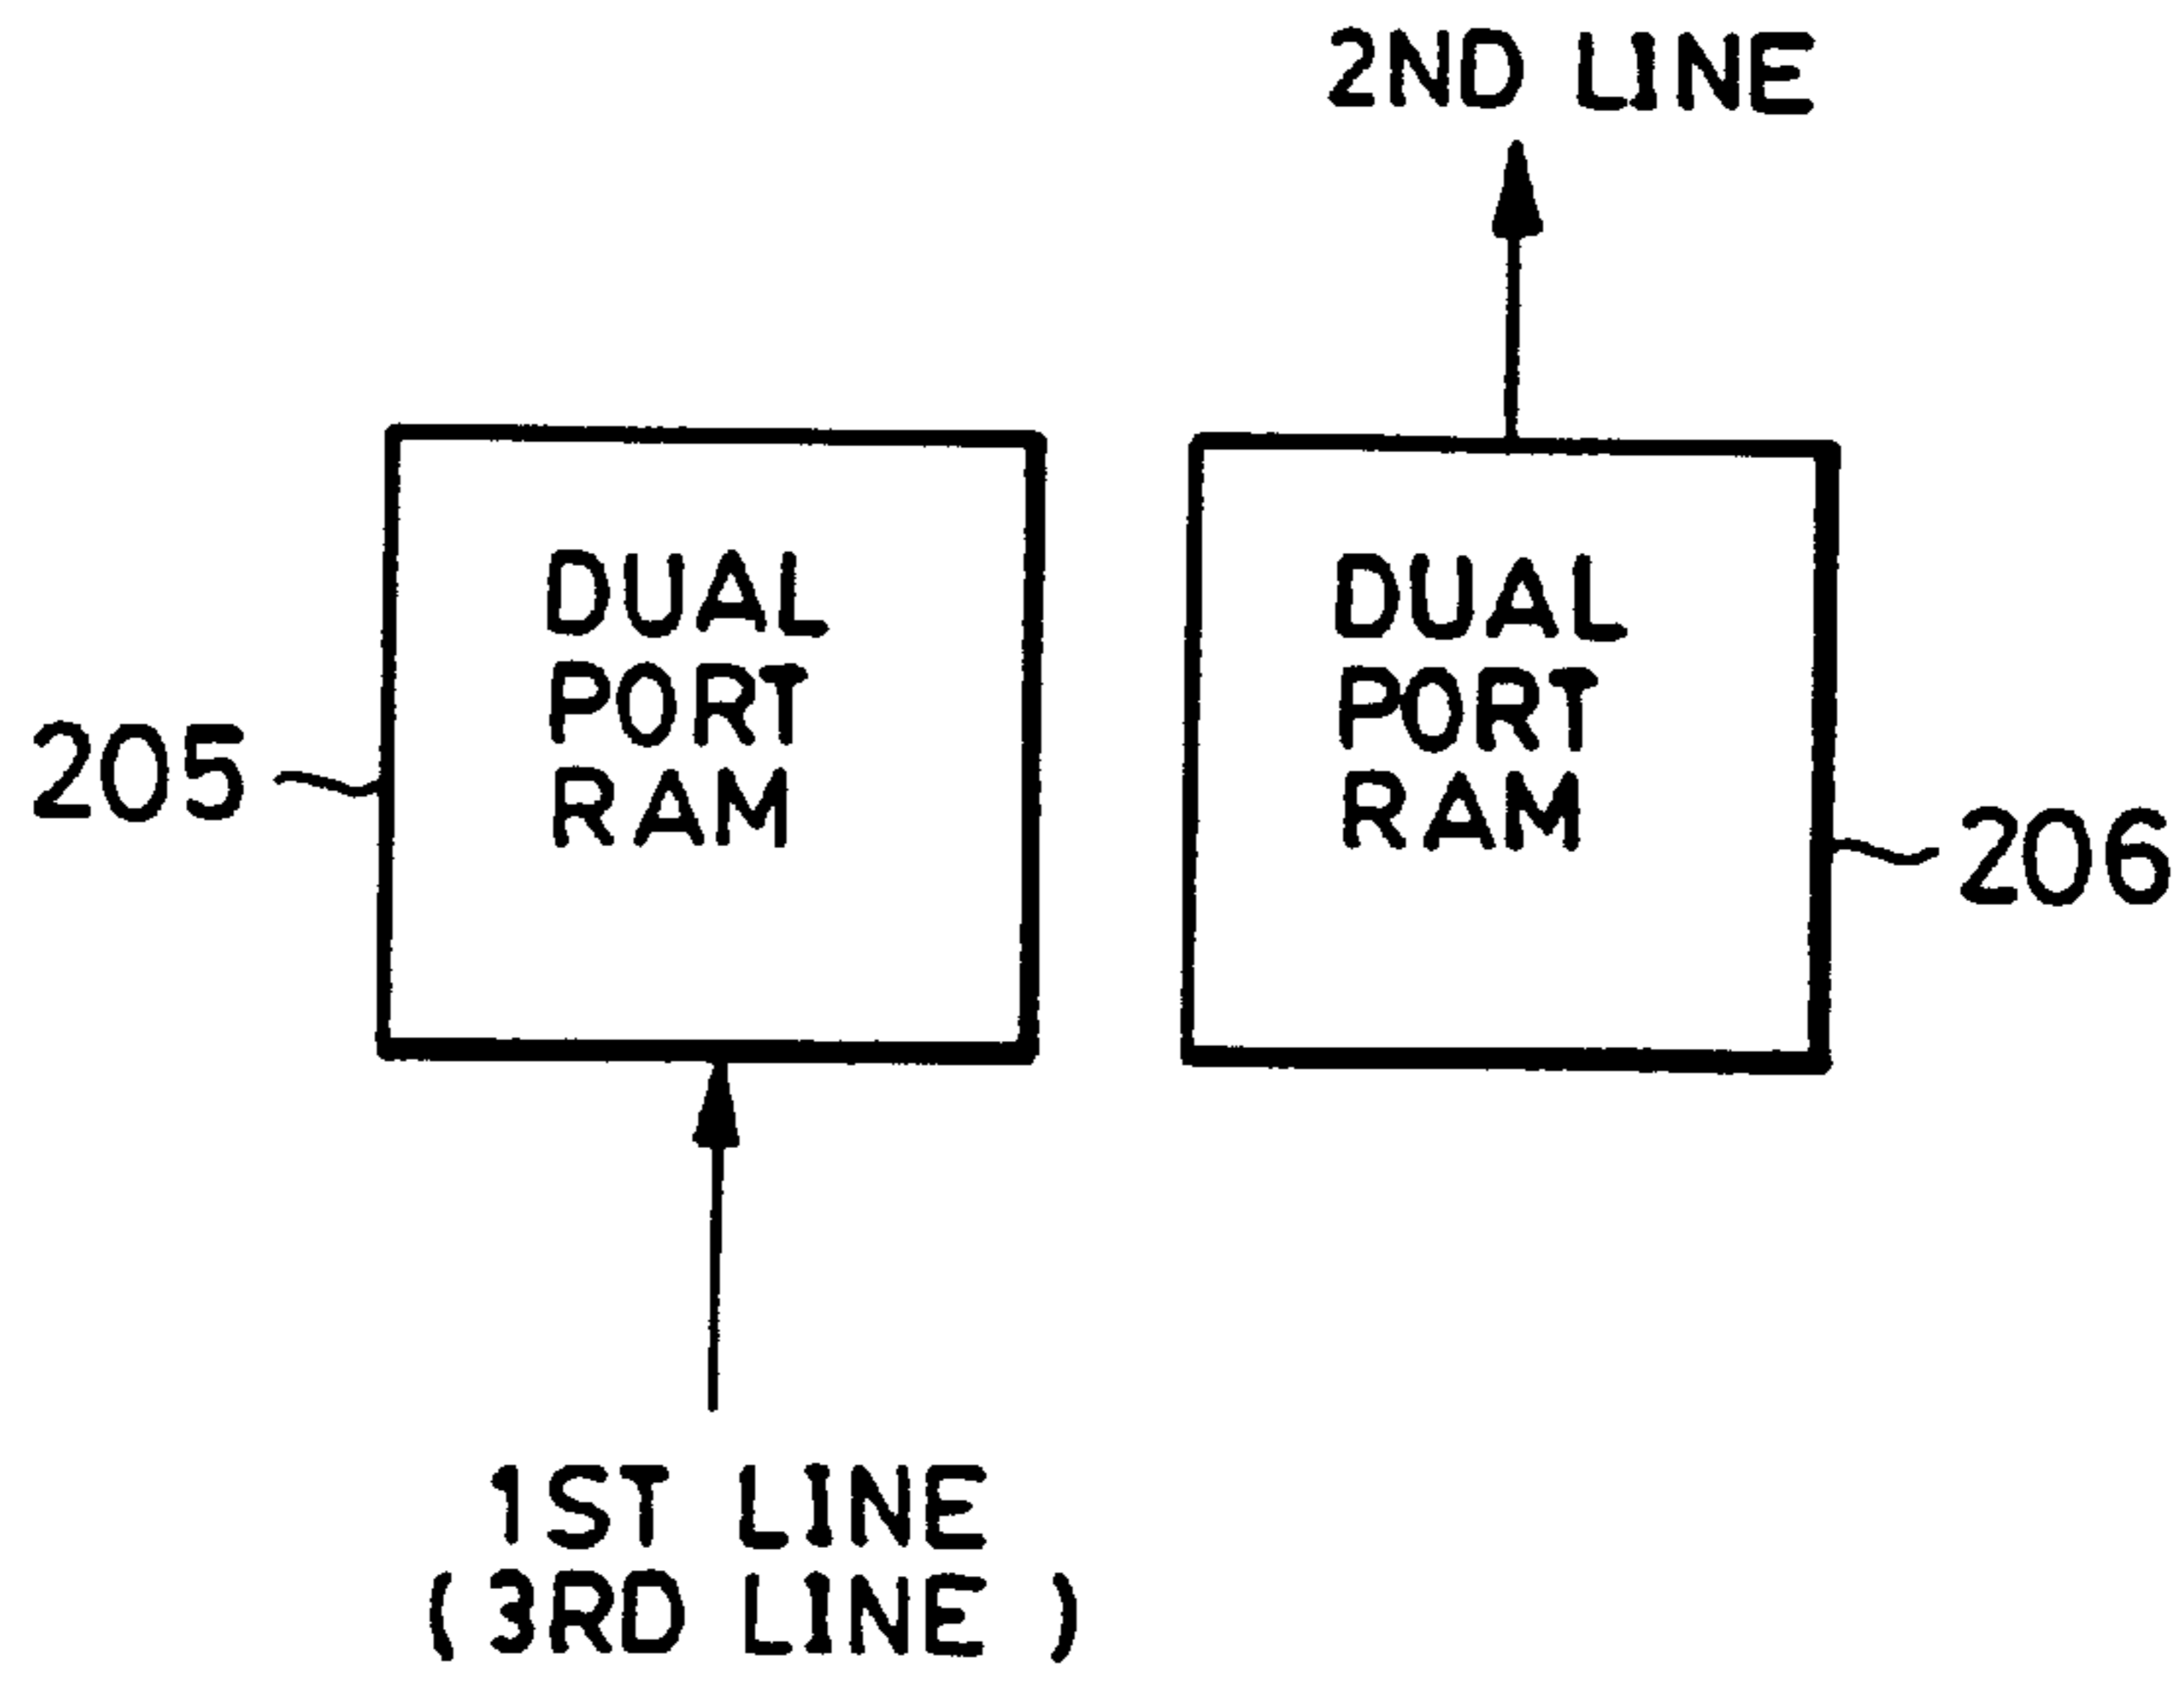 2ND LINE
DUAL
PORT
RAM
205
DUAL
PORT
RAM
206
1ST LINE
(3RD LINE )